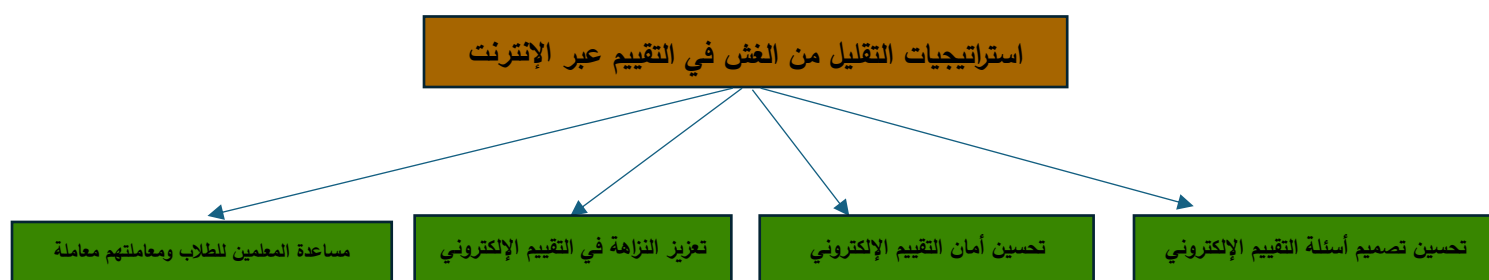 استراتيجيات التقليل من الغش في التقييم عبر الإنترنت
تحسين تصميم أسئلة التقييم الإلكتروني
تحسين أمان التقييم الإلكتروني
تعزيز النزاهة في التقييم الإلكتروني
مساعدة المعلمين للطلاب ومعاملتهم معاملة